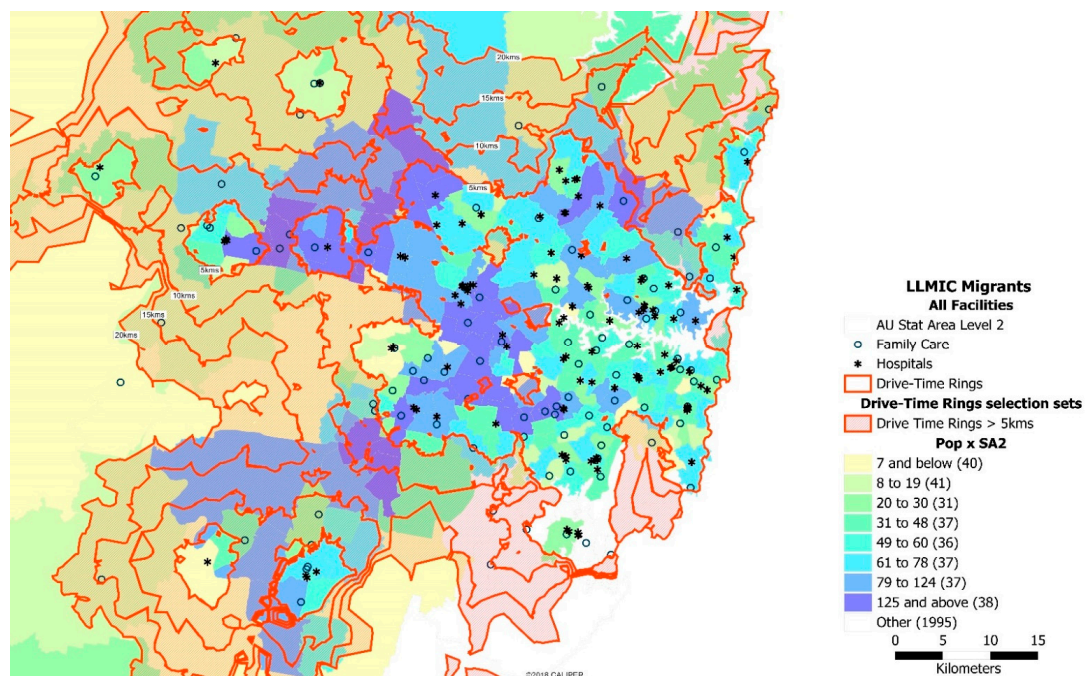 20kms
15kms
10kms
5kms
5kms
10kms
15kms
20kms
©2018 CALIPER
LLMIC Migrants
All Facilities
AU Stat Area Level 2
Family Care
Hospitals
Drive-Time Rings
Drive-Time Rings selection sets
Drive Time Rings > 5kms
Pop x SA2
7 and below (40)
8 to 19 (41)
20 to 30 (31)
31 to 48 (37)
49 to 60 (36)
61 to 78 (37)
79 to 124 (37)
125 and above (38)
Other (1995)
0 5 10 15
Kilometers